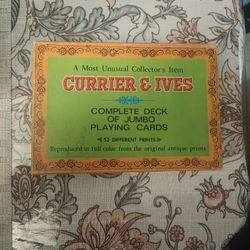 A Most Unusual Collector's Item
CURRIER & IVES
COMPLETE DECK
OF JUMBO
PLAYING CARDS
52 DIFFERENT PRINTS
Reproduced in full color from the original antique prints